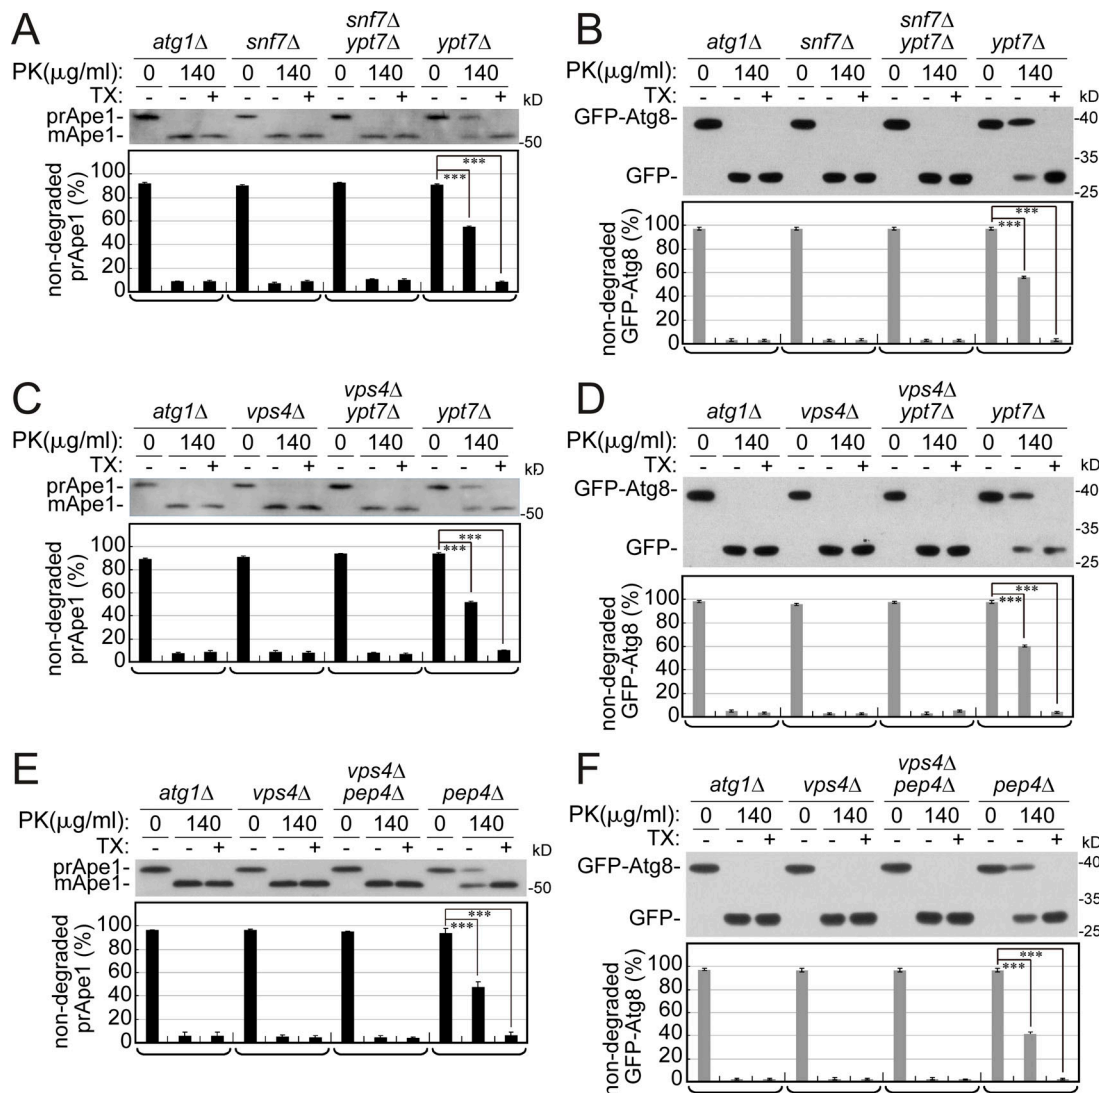 A
snf7Δ
atg1Δ snf7Δ ypt7Δ ypt7Δ
PK(μg/ml): 0 140 0 140 0 140 0 140
TX: - - + - - + - - + - - +
kD
prApe1-
mApe1-
-50
non-degraded
prApe1 (%)
100
80
60
40
20
0
***
***
B
snf7Δ
atg1Δ snf7Δ ypt7Δ ypt7Δ
PK(μg/ml): 0 140 0 140 0 140 0 140
TX: - - + - - + - - + - - +
kD
GFP-Atg8-
-40
-35
GFP-
-25
non-degraded
GFP-Atg8 (%)
100
80
60
40
20
0
***
***
C
vps4Δ
atg1Δ vps4Δ ypt7Δ ypt7Δ
PK(μg/ml): 0 140 0 140 0 140 0 140
TX: - - + - - + - - + - - +
kD
prApe1-
mApe1-
-50
non-degraded
prApe1 (%)
100
80
60
40
20
0
***
***
D
vps4Δ
atg1Δ vps4Δ ypt7Δ ypt7Δ
PK(μg/ml): 0 140 0 140 0 140 0 140
TX: - - + - - + - - + - - +
kD
GFP-Atg8-
-40
-35
GFP-
-25
non-degraded
GFP-Atg8 (%)
100
80
60
40
20
0
***
***
E
vps4Δ
atg1Δ vps4Δ pep4Δ pep4Δ
PK(μg/ml): 0 140 0 140 0 140 0 140
TX: - - + - - + - - + - - +
kD
prApe1-
mApe1-
-50
non-degraded
prApe1 (%)
100
80
60
40
20
0
***
***
F
vps4Δ
atg1Δ vps4Δ pep4Δ pep4Δ
PK(μg/ml): 0 140 0 140 0 140 0 140
TX: - - + - - + - - + - - +
kD
GFP-Atg8-
-40
-35
GFP-
-25
non-degraded
GFP-Atg8 (%)
100
80
60
40
20
0
***
***